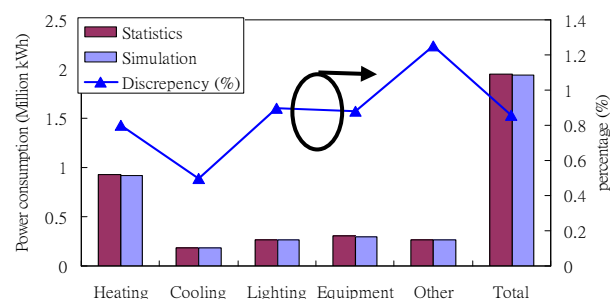 Statistics
Simulation
Discrepency (%)
Power consumption (Million kWh)
2.5
2
1.5
1
0.5
0
1.4
1.2
1
0.8
0.6
0.4
0.2
0
percentage (%)
Heating Cooling Lighting Equipment Other Total